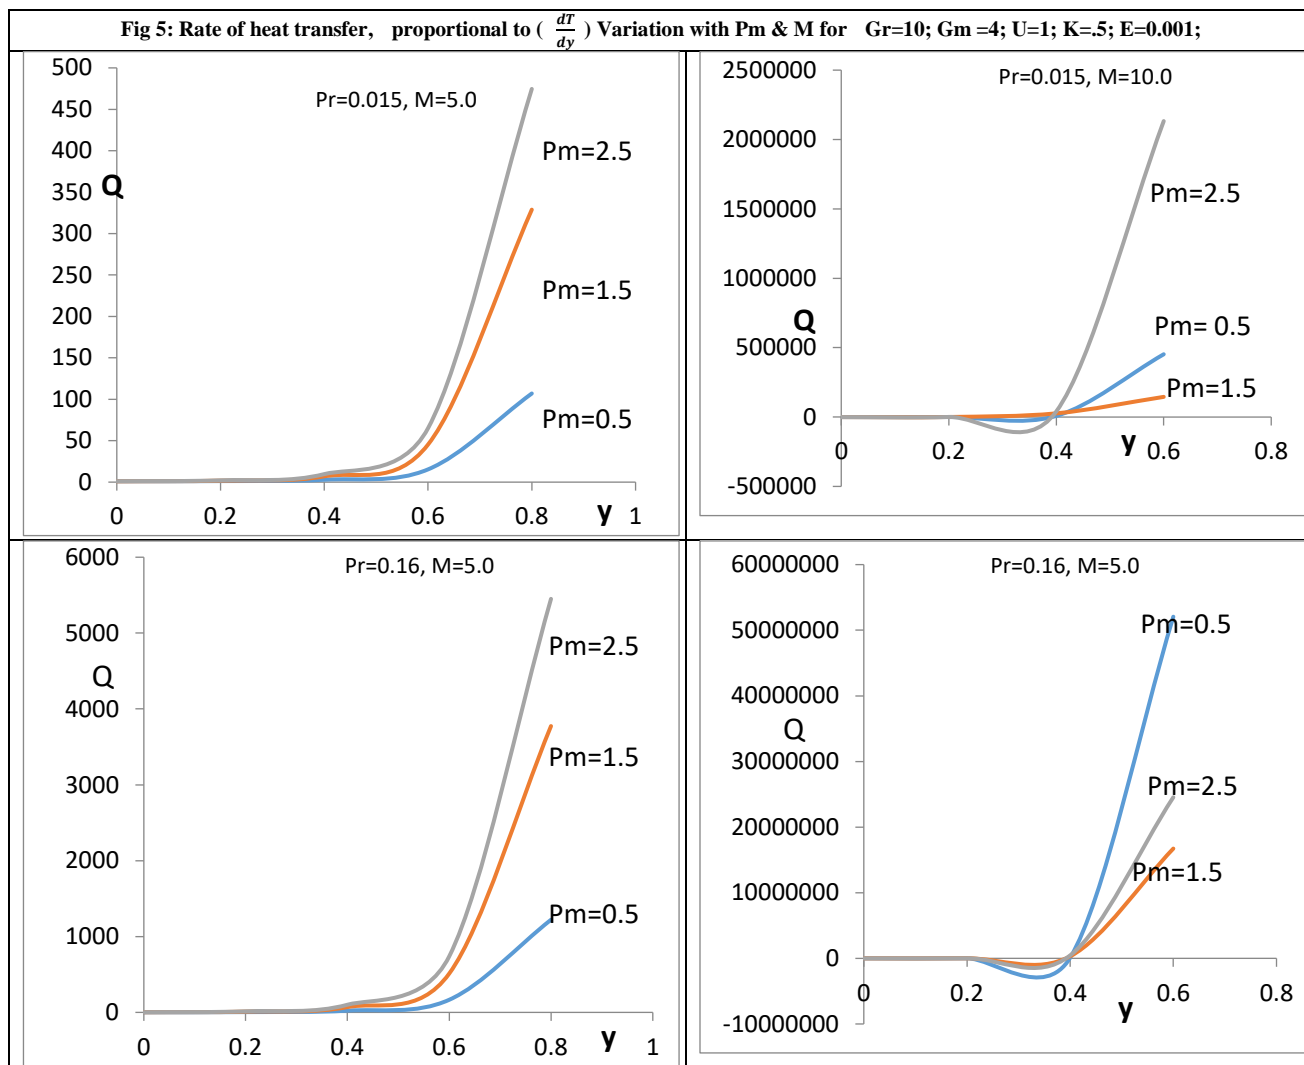 Fig 5: Rate of heat transfer, proportional to ( dT/dy ) Variation with Pm & M for Gr=10; Gm =4; U=1; K=.5; E=0.001;
Pr=0.015, M=5.0
500
450
400
350
300
250
200
150
100
50
0
Q
Pm=2.5
Pm=1.5
Pm=0.5
0 0.2 0.4 0.6 0.8 y 1
Pr=0.015, M=10.0
2500000
2000000
1500000
1000000
500000
0
-500000
Q
Pm=2.5
Pm= 0.5
Pm=1.5
0 0.2 0.4 y 0.6 0.8
Pr=0.16, M=5.0
6000
5000
4000
3000
2000
1000
0
Q
Pm=2.5
Pm=1.5
Pm=0.5
0 0.2 0.4 0.6 0.8 y 1
Pr=0.16, M=5.0
60000000
50000000
40000000
30000000
20000000
10000000
0
-10000000
Q
Pm=0.5
Pm=2.5
Pm=1.5
0 0.2 0.4 y 0.6 0.8